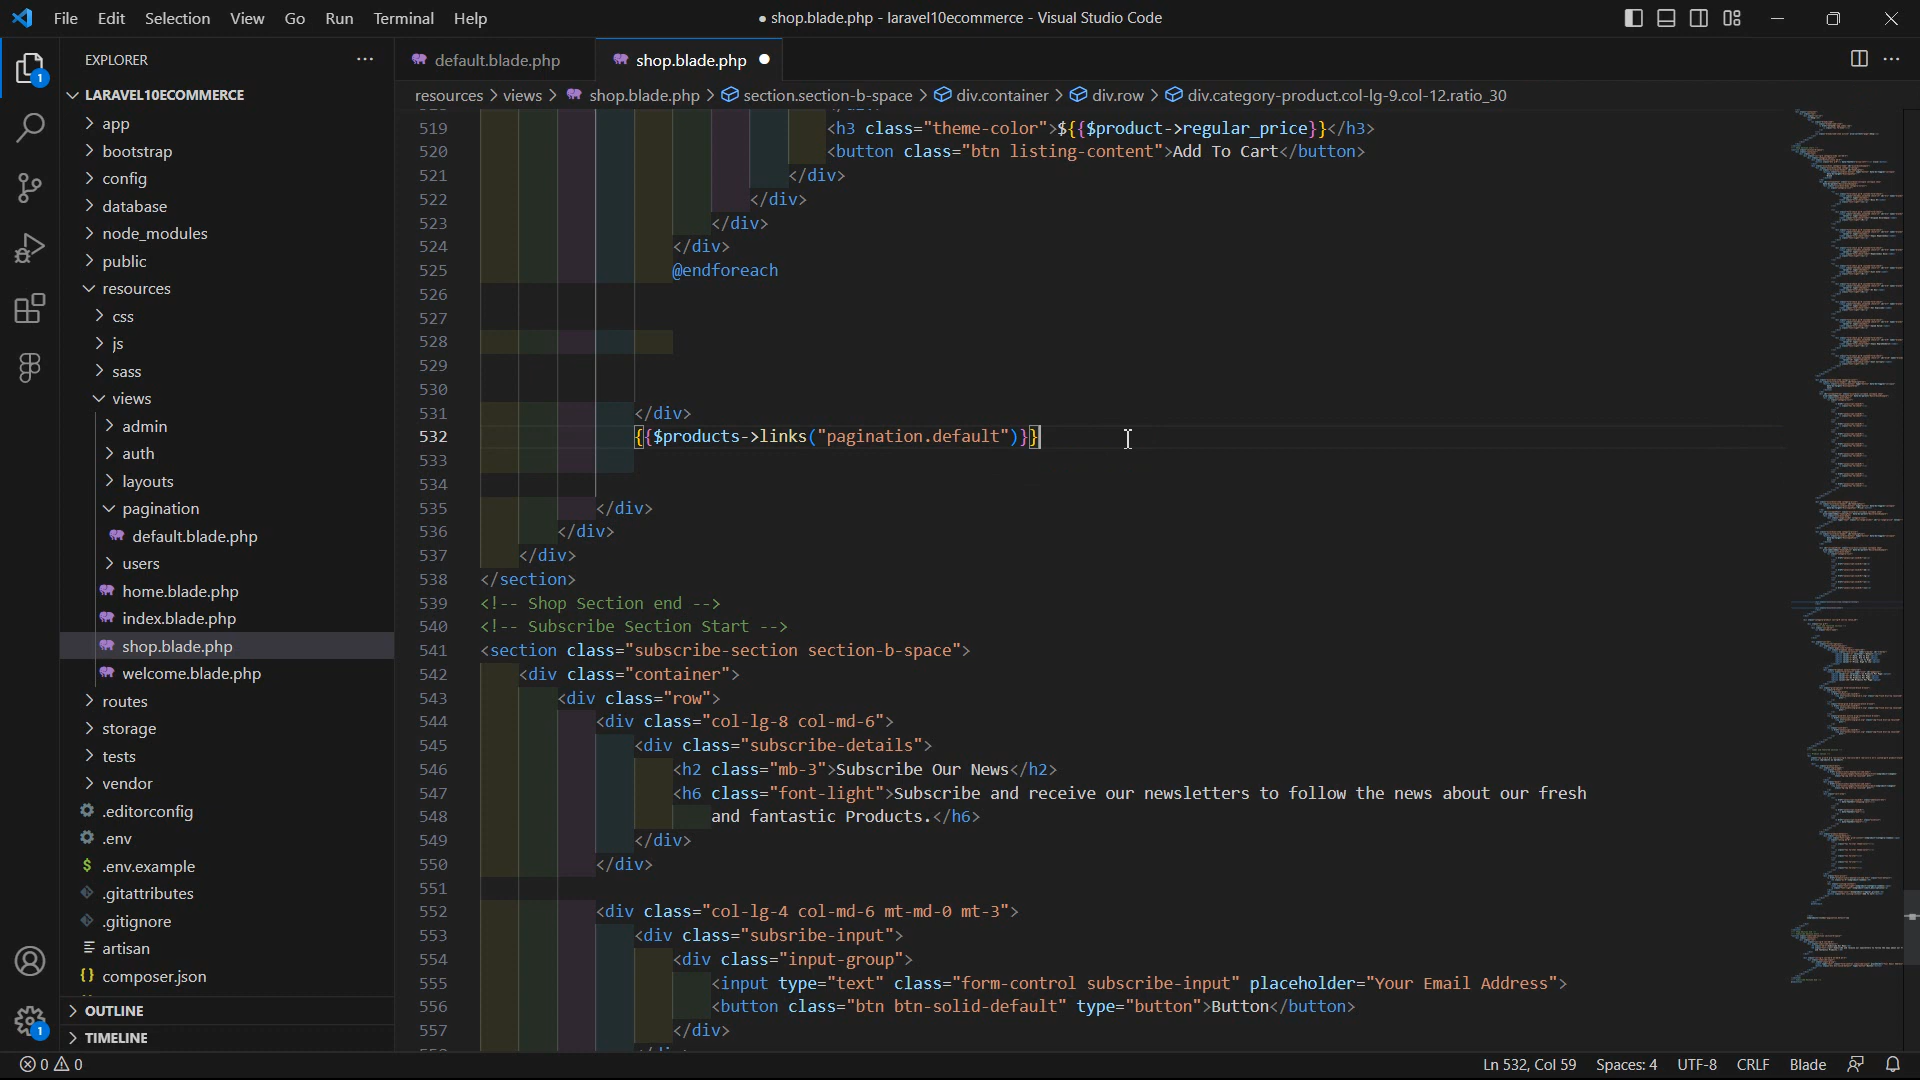 File Edit Selection View Go Run Terminal Help
● shop.blade.php - laravel10ecommerce - Visual Studio Code
EXPLORER
LARAVEL10ECOMMERCE
app
bootstrap
config
database
node_modules
public
resources
css
js
sass
views
admin
auth
layouts
pagination
default.blade.php
users
home.blade.php
index.blade.php
shop.blade.php
welcome.blade.php
routes
storage
tests
vendor
.editorconfig
.env
$ .env.example
.gitattributes
.gitignore
artisan
{} composer.json
OUTLINE
TIMELINE
1
1
default.blade.php
shop.blade.php
resources > views > shop.blade.php > section.section-b-space > div.container > div.row > div.category-product.col-lg-9.col-12.ratio_30
519 <h3 class="theme-color">${{$product->regular_price}}</h3>
520 <button class="btn listing-content">Add To Cart</button>
521 </div>
522 </div>
523 </div>
524 </div>
525 @endforeach
526
527
528
529
530
531 </div>
532 {{$products->links("pagination.default")}}
533
534
535 </div>
536 </div>
537 </div>
538 </section>
539 <!-- Shop Section end -->
540 <!-- Subscribe Section Start -->
541 <section class="subscribe-section section-b-space">
542 <div class="container">
543 <div class="row">
544 <div class="col-lg-8 col-md-6">
545 <div class="subscribe-details">
546 <h2 class="mb-3">Subscribe Our News</h2>
547 <h6 class="font-light">Subscribe and receive our newsletters to follow the news about our fresh
548 and fantastic Products.</h6>
549 </div>
550 </div>
551
552 <div class="col-lg-4 col-md-6 mt-md-0 mt-3">
553 <div class="subsribe-input">
554 <div class="input-group">
555 <input type="text" class="form-control subscribe-input" placeholder="Your Email Address">
556 <button class="btn btn-solid-default" type="button">Button</button>
557 </div>
0 0
Ln 532, Col 59 Spaces: 4 UTF-8 CRLF Blade